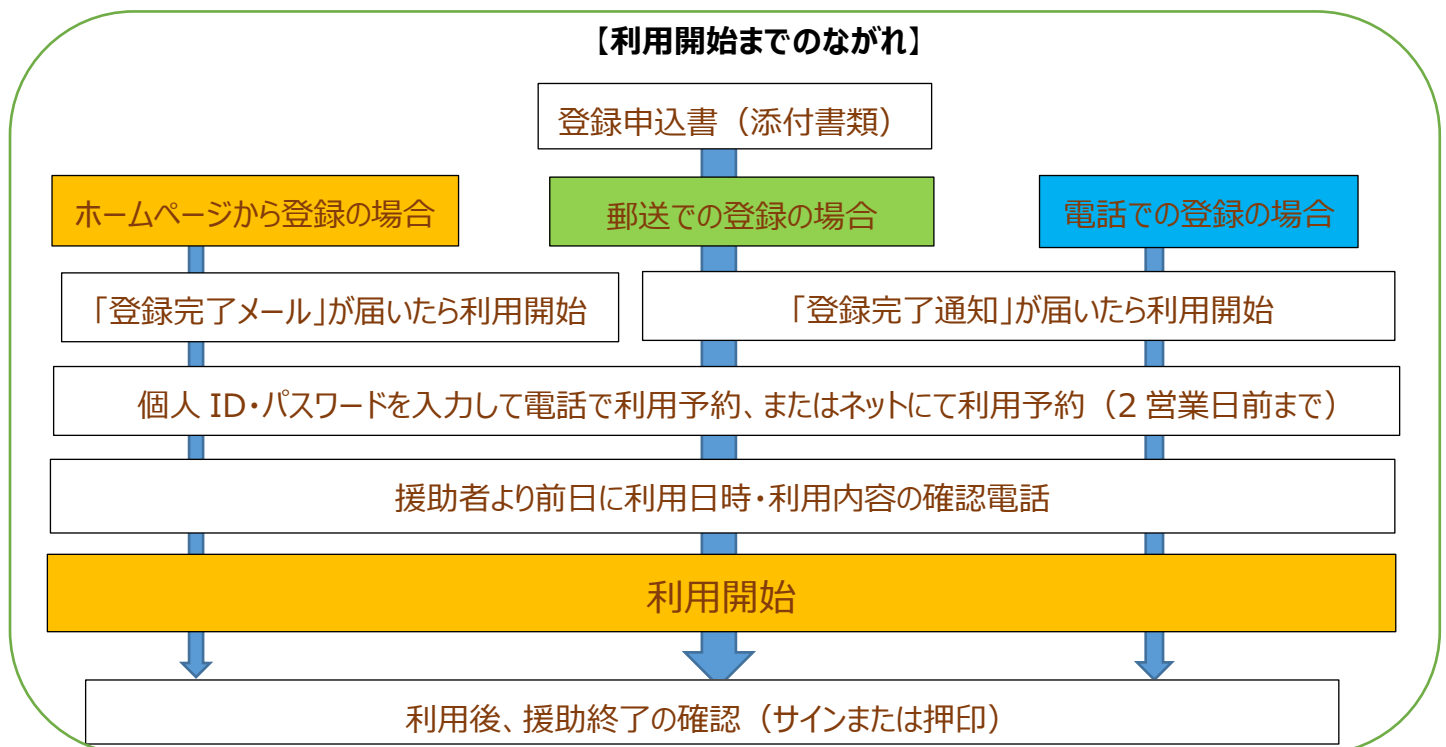 【利用開始までのながれ】
登録申込書（添付書類）
ホームページから登録の場合
郵送での登録の場合
電話での登録の場合
「登録完了メール」が届いたら利用開始
「登録完了通知」が届いたら利用開始
個人 ID・パスワードを入力して電話で利用予約、またはネットにて利用予約（2 営業日前まで）
援助者より前日に利用日時・利用内容の確認電話
利用開始
利用後、援助終了の確認（サインまたは押印）